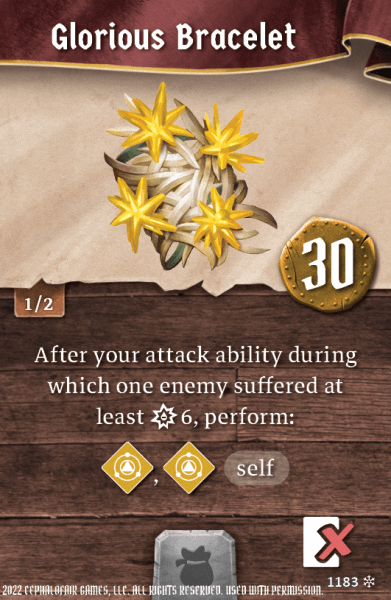 Glorious Bracelet
30
1/2
After your attack ability during
which one enemy suffered at
least 6, perform:
, self
1183
2022 CEPHALOFAIR GAMES, LLC. ALL RIGHTS RESERVED. USED WITH PERMISSION.